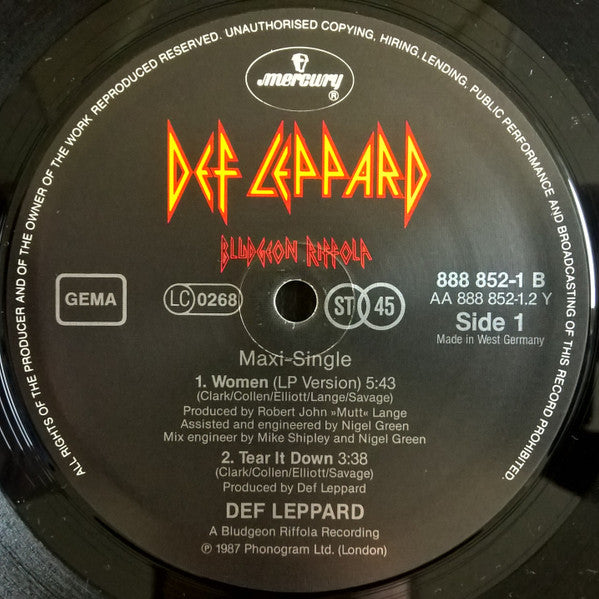 ALL RIGHTS OF THE PRODUCER AND OF THE OWNER OF THE WORK REPRODUCED RESERVED. UNAUTHORISED COPYING, HIRING, LENDING, PUBLIC PERFORMANCE AND BROADCASTING OF THIS RECORD PROHIBITED.
mercury
®
DEF LEPPARD
BLUDGEON RIFFOLA
GEMA
LC 0268
ST 45
888 852-1 B
AA 888 852-1.2 Y
Side 1
Made in West Germany
Maxi-Single
1. Women (LP Version) 5:43
(Clark/Collen/Elliott/Lange/Savage)
Produced by Robert John »Mutt« Lange
Assisted and engineered by Nigel Green
Mix engineer by Mike Shipley and Nigel Green
2. Tear It Down 3:38
(Clark/Collen/Elliott/Savage)
Produced by Def Leppard
DEF LEPPARD
A Bludgeon Riffola Recording
℗ 1987 Phonogram Ltd. (London)